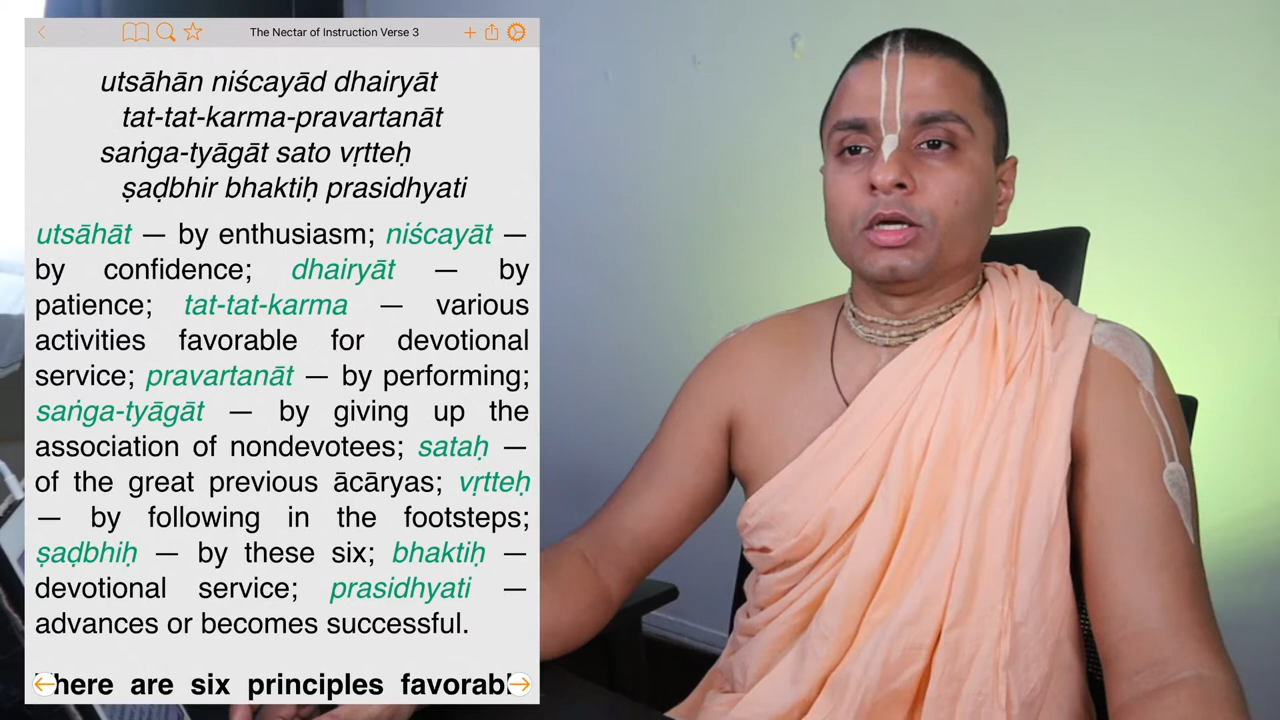 The Nectar of Instruction Verse 3
utsāhān niścayād dhairyāt
tat-tat-karma-pravartanāt
saṅga-tyāgāt sato vṛtteḥ
ṣaḍbhir bhaktiḥ prasidhyati
utsāhāt — by enthusiasm; niścayāt —
by confidence; dhairyāt — by
patience; tat-tat-karma — various
activities favorable for devotional
service; pravartanāt — by performing;
saṅga-tyāgāt — by giving up the
association of nondevotees; sataḥ —
of the great previous ācāryas; vṛtteḥ
— by following in the footsteps;
ṣaḍbhiḥ — by these six; bhaktiḥ —
devotional service; prasidhyati —
advances or becomes successful.
are six principles